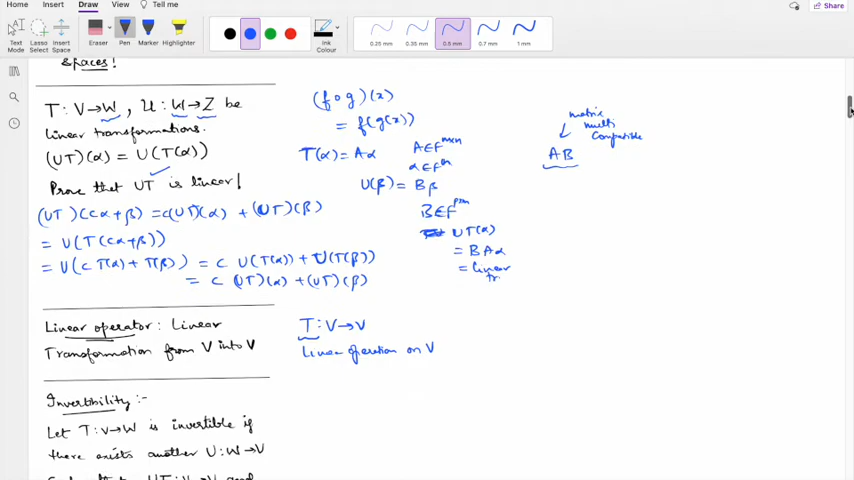 Home Insert Draw View Share
Text Mode
Lasso Select
Insert Space
Eraser
Pen
Marker
Highlighter
Ink Colour
0.25 mm
0.35 mm
0.5 mm
0.7 mm
1 mm
Spaces!
T: V→W, U: W→Z be
linear transformations.
(UT)(α) = U(T(α))
Prove that UT is linear!
(UT)(cα+β) = c(UT)(α) + (UT)(β)
= U(T(cα+β))
= U(c T(α) + T(β)) = c U(T(α)) + U(T(β))
= c (UT)(α) + (UT)(β)
(f∘g)(x)
= f(g(x))
T(α) = Aα
A∈F^{m×n}
α∈F^n
U(β) = Bβ
B∈F^{p×m}
UT(α)
= BAα
= linear
tr.
matrix
multi
Compatible
AB
Linear operator: Linear
Transformation from V into V
T: V→V
Linear operation on V
Invertibility:-
Let T: V→W is invertible if
there exists another U: W→V